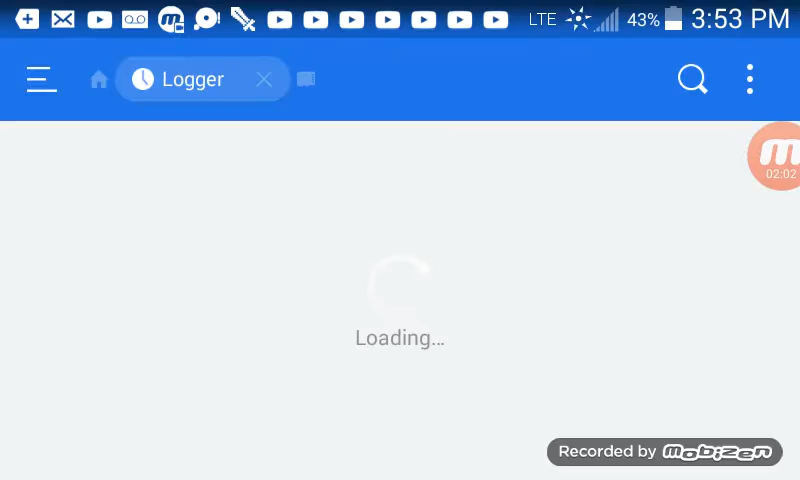 LTE 43% 3:53 PM
Logger
02:02
Loading...
Recorded by mobizen